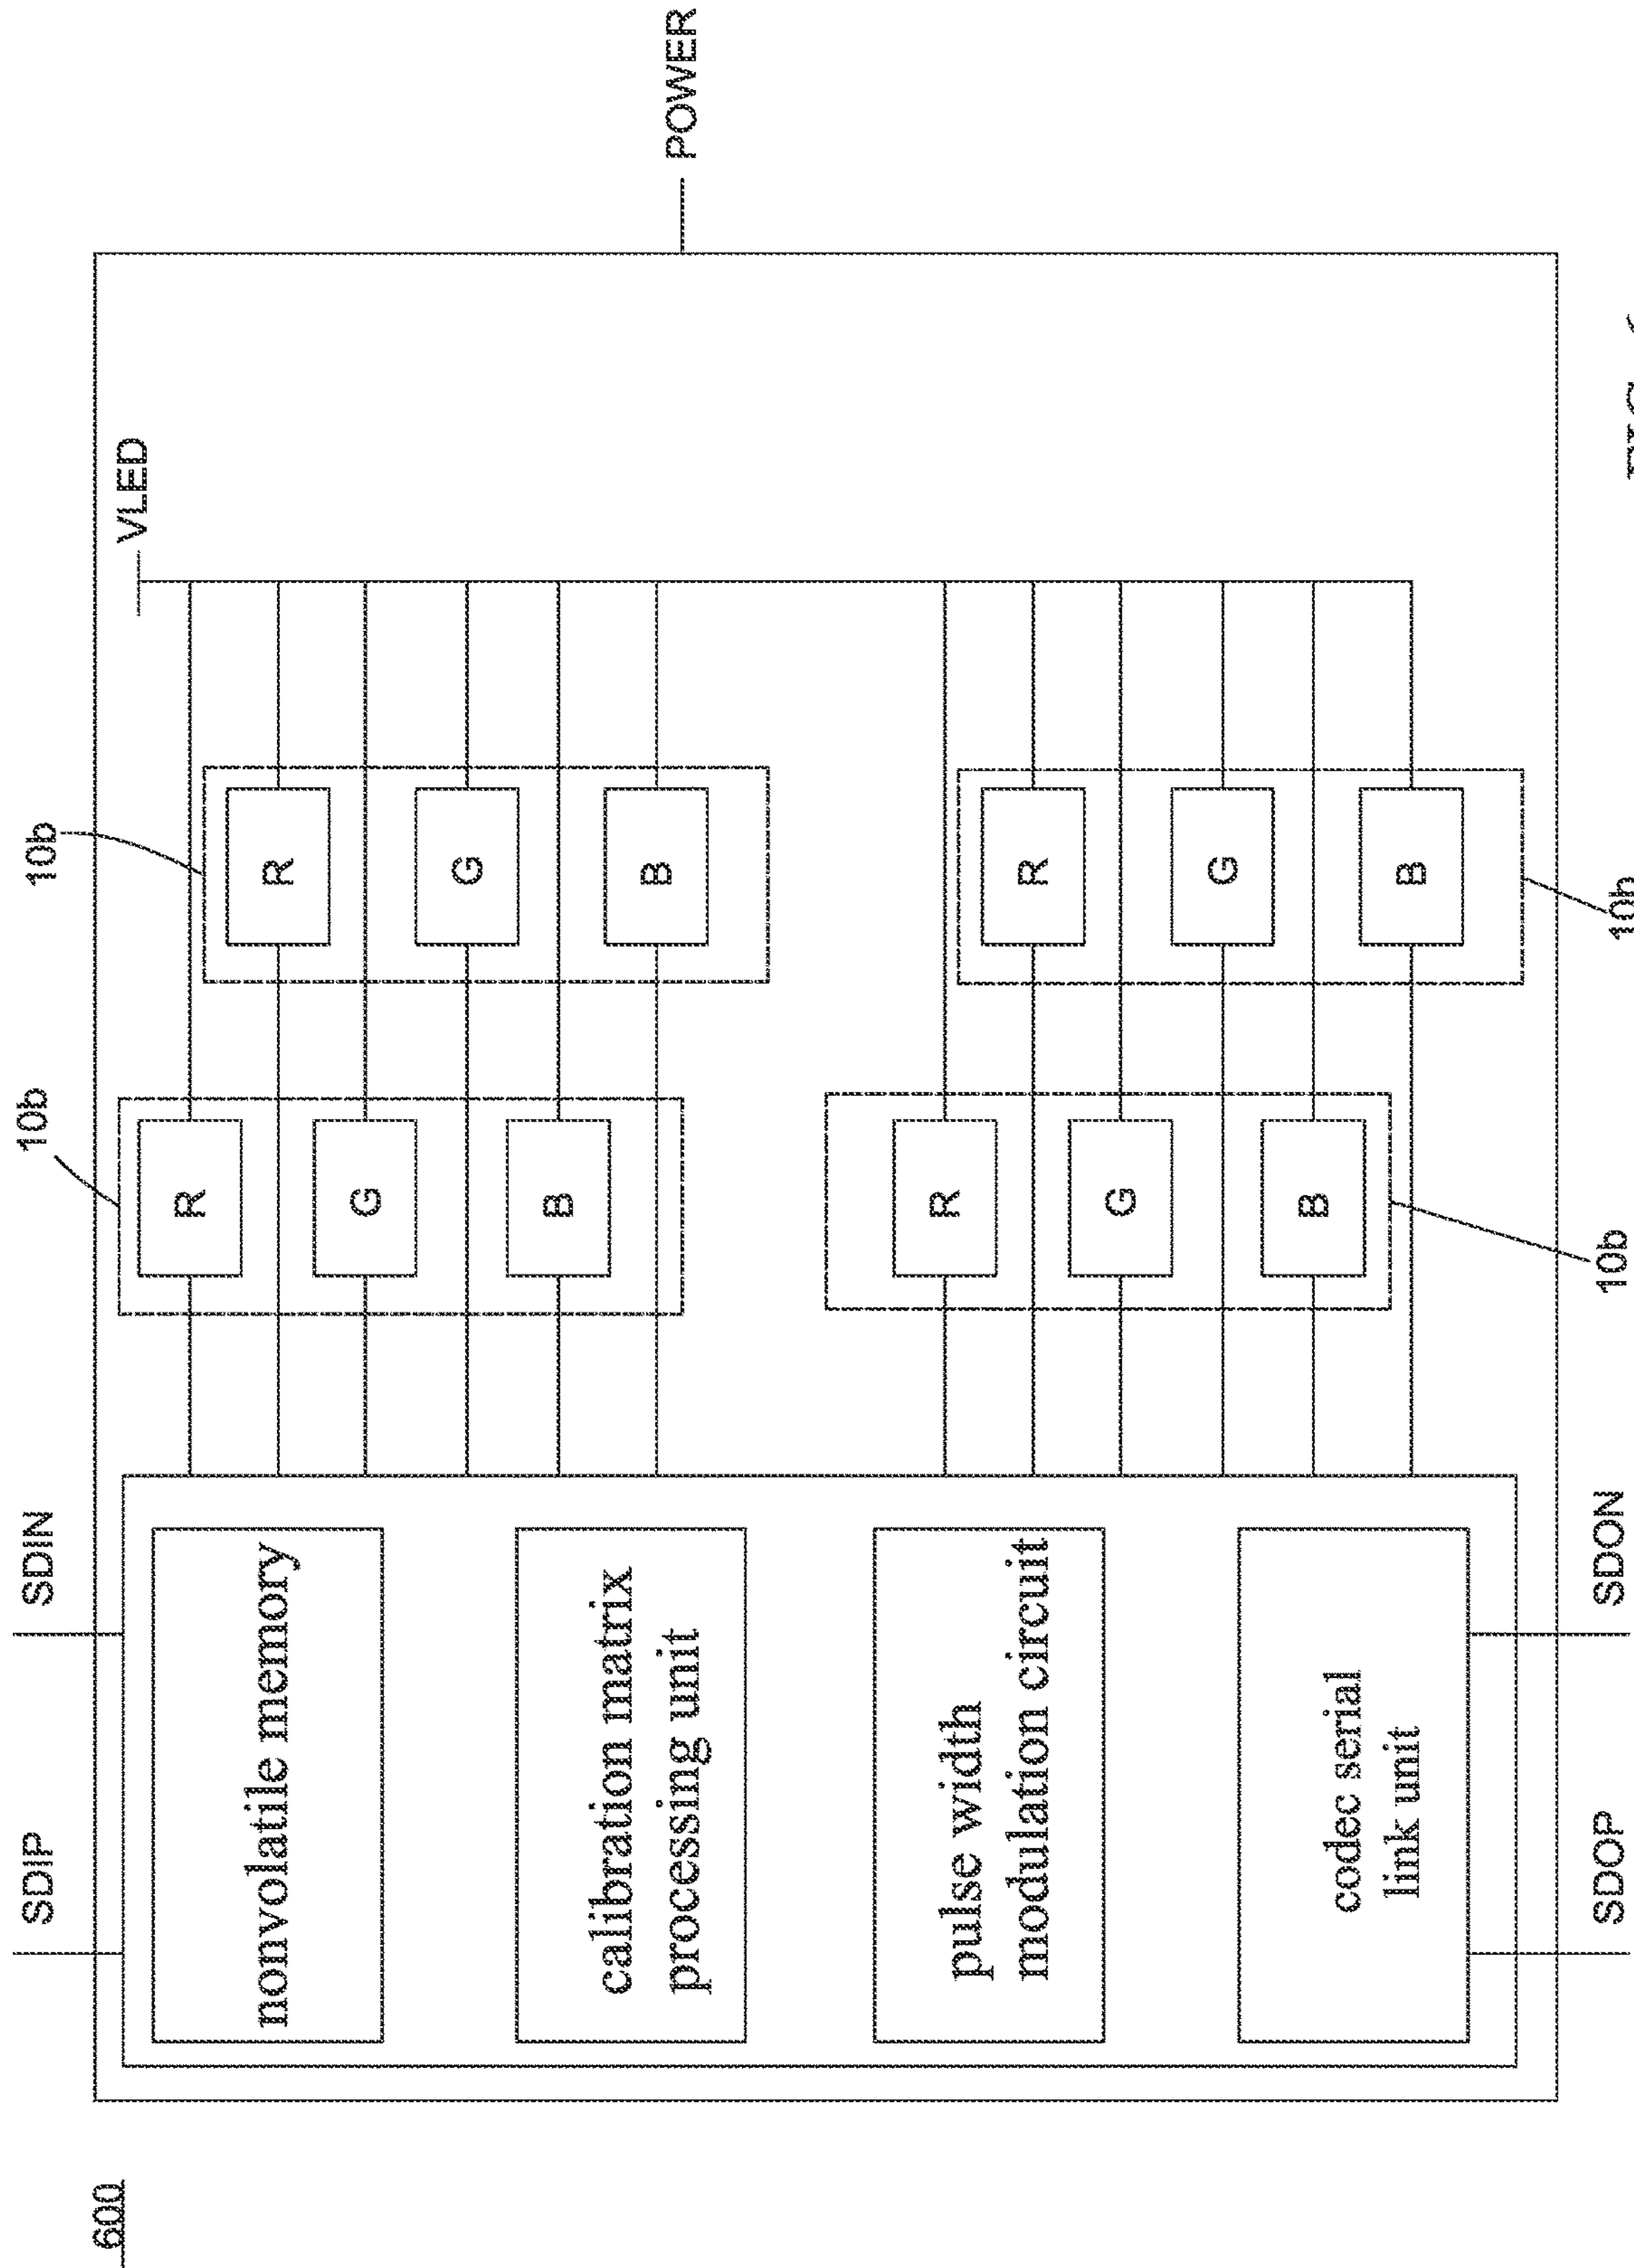 600
SDIP
SDIN
10b
10b
VLED
nonvolatile memory
R
R
G
G
B
B
calibration matrix
processing unit
POWER
pulse width
modulation circuit
R
R
G
G
B
B
codec serial
link unit
SDOP
SDON
10b
10b